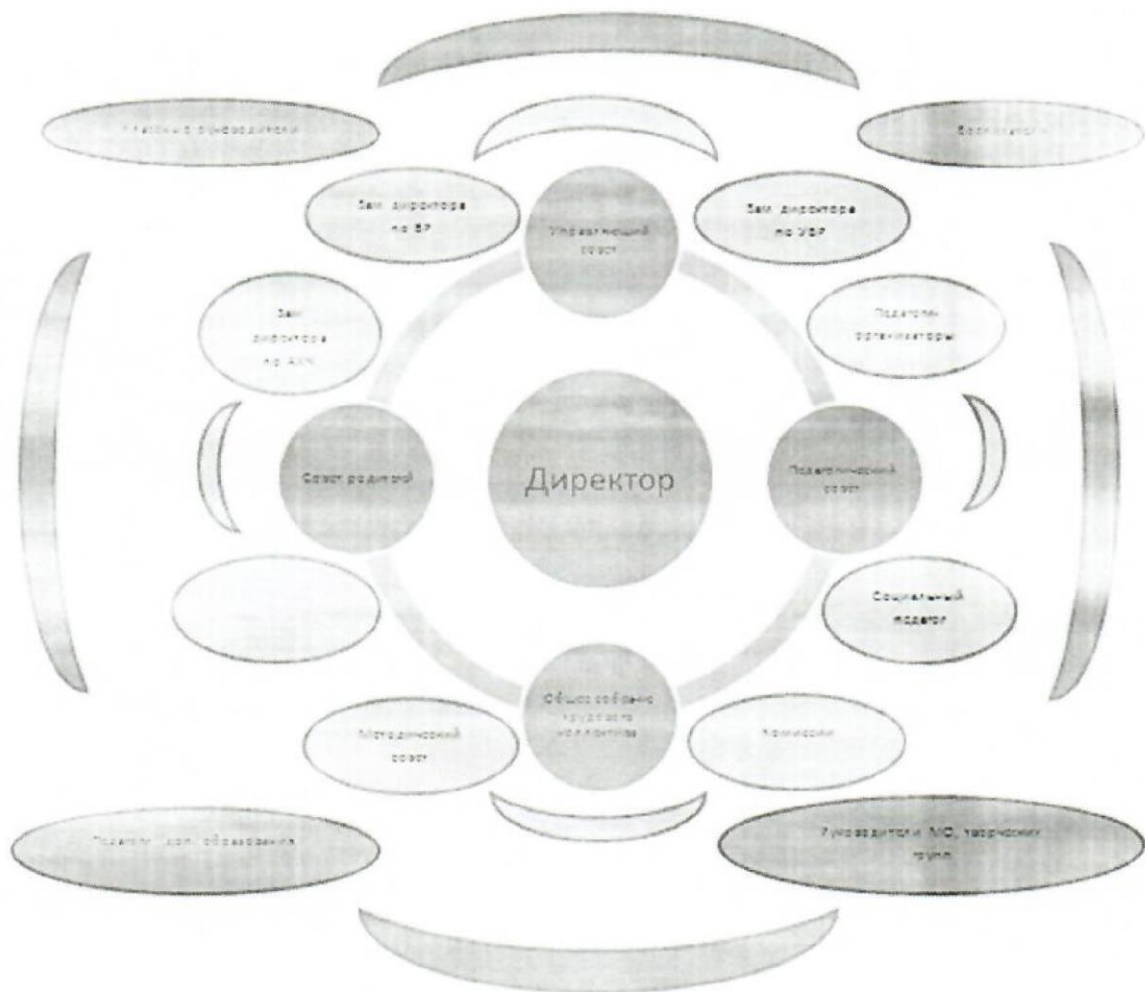 Классные руководители
Воспитатели
Зам. директора
по ВР
Управляющий
совет
Зам. директора
по УВР
Зам.
директора
по АХЧ
Педагоги
организаторы
Совет родителей
Директор
Педагогический
совет
Социальный
педагог
Методический
совет
Общее собрание
трудового
коллектива
Комиссии
Педагоги доп. образования
Руководители МО, творческих
групп